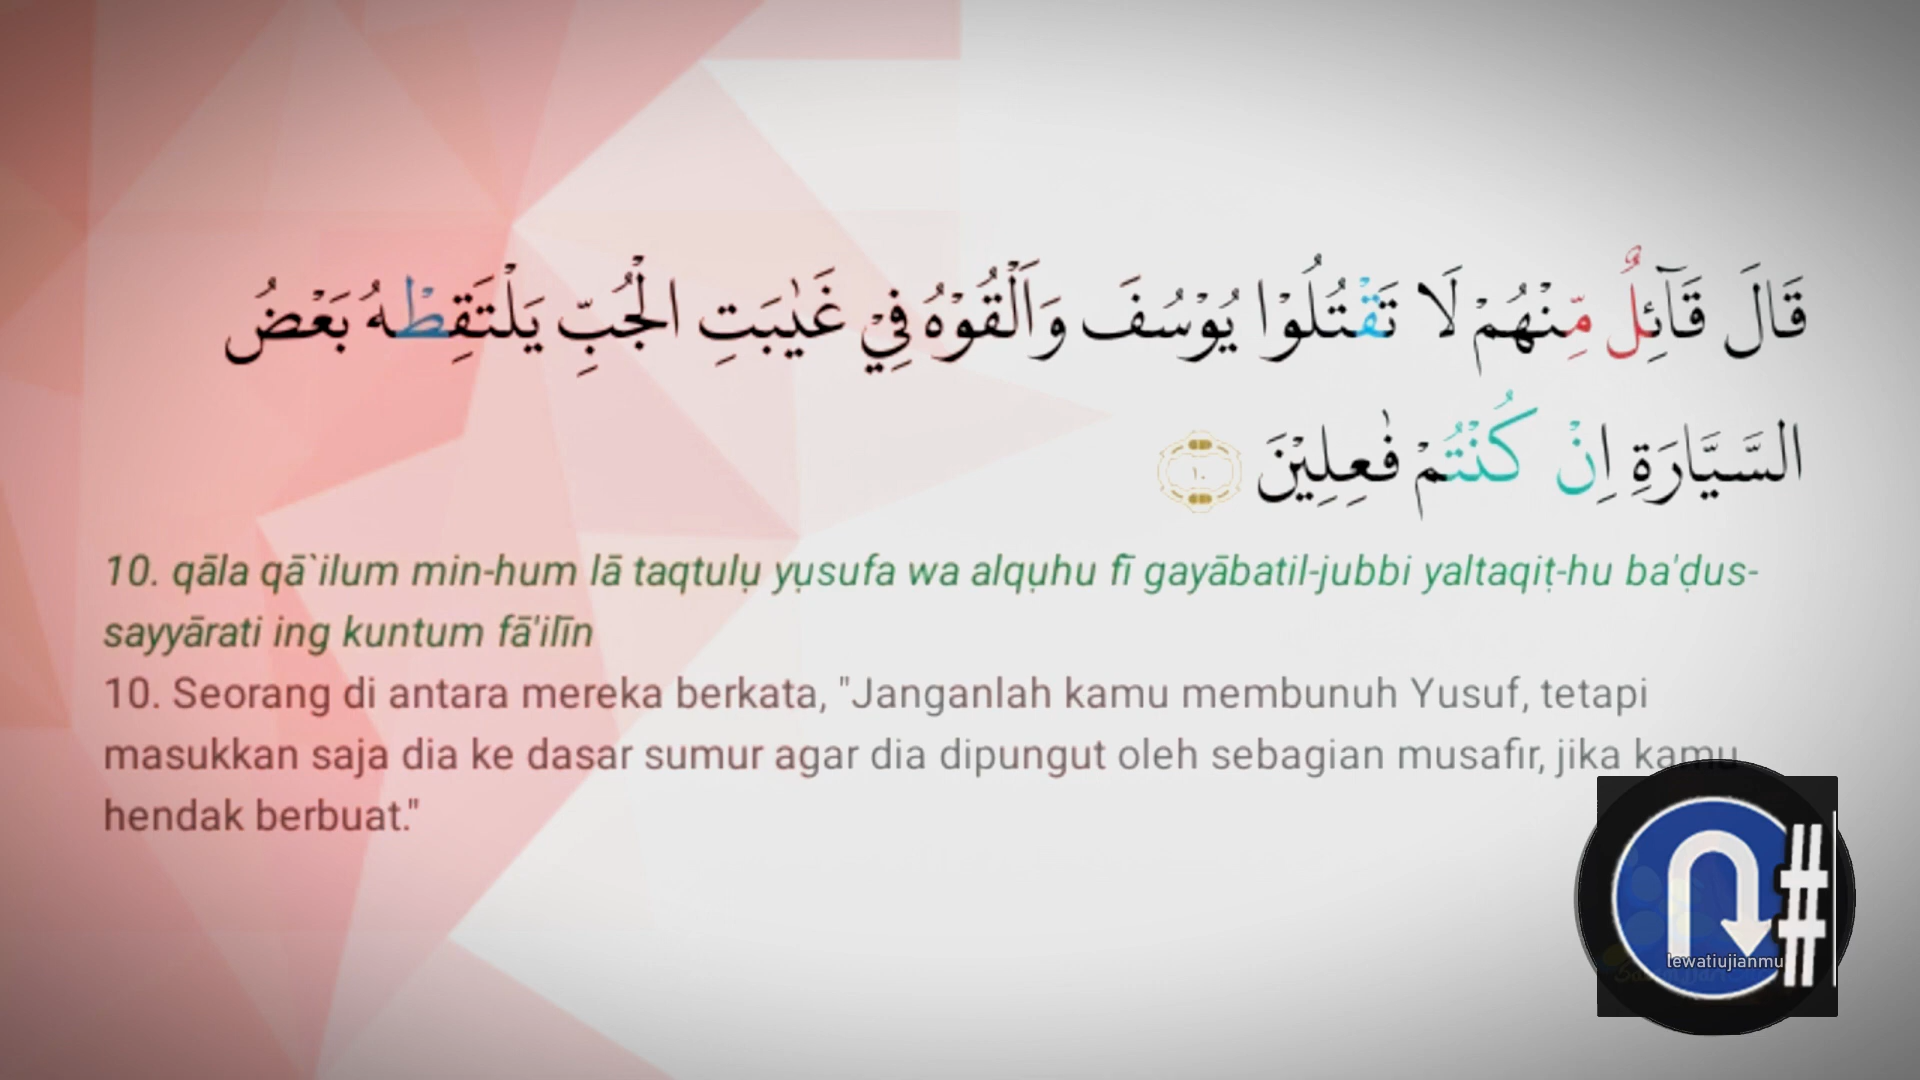 قَالَ قَآئِلٌ مِّنْهُمْ لَا تَقْتُلُوْا يُوْسُفَ وَاَلْقُوْهُ فِيْ غَيٰبَتِ الْجُبِّ يَلْتَقِطْهُ بَعْضُ
السَّيَّارَةِ اِنْ كُنْتُمْ فٰعِلِيْنَ ١٠
10. qāla qā`ilum min-hum lā taqtulụ yụsufa wa alqụhu fī gayābatil-jubbi yaltaqiṭ-hu ba'ḍus-
sayyārati ing kuntum fā'ilīn
10. Seorang di antara mereka berkata, "Janganlah kamu membunuh Yusuf, tetapi
masukkan saja dia ke dasar sumur agar dia dipungut oleh sebagian musafir, jika kamu
hendak berbuat."
#
lewatiujianmu